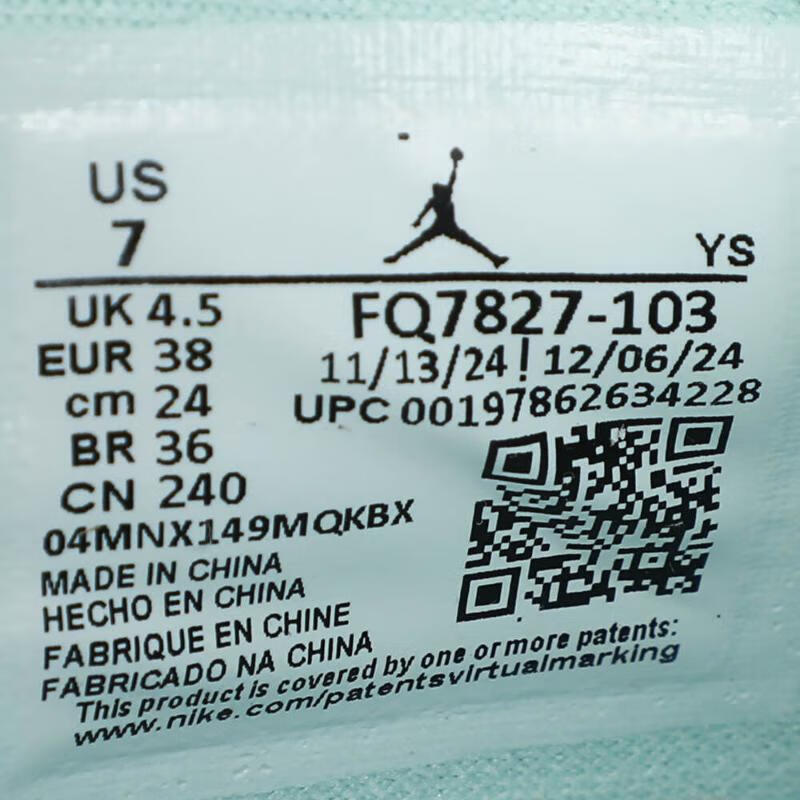 US
7
YS
UK 4.5
EUR 38
cm 24
BR 36
CN 240
FQ7827-103
11/13/24! 12/06/24
UPC 00197862634228
04MNX149MQKBX
MADE IN CHINA
HECHO EN CHINA
FABRIQUE EN CHINE
FABRICADO NA CHINA
This product is covered by one or more patents:
www.nike.com/patentsvirtualmarking